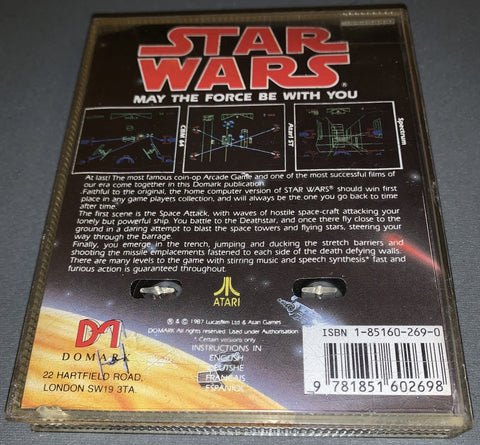 STAR
WARS®
MAY THE FORCE BE WITH YOU
CBM 64
Atari ST
Spectrum
At last! The most famous coin-op Arcade Game and one of the most successful films of
our era come together in this Domark publication.
Faithful to the original, the home computer version of STAR WARS® should win first
place in any game players collection, and will always be the one you go back to time
after time.
The first scene is the Space Attack, with waves of hostile space-craft attacking your
lonely but powerful ship. You battle to the Deathstar, and once there fly close to the
ground in a daring attempt to blast the space towers and flying stars, steering your
way through the barrage.
Finally, you emerge in the trench, jumping and ducking the stretch barriers and
shooting the missile emplacements fastened to each side of the death defying walls.
There are many levels to the game with stirring music and speech synthesis* fast and
furious action is guaranteed throughout.
ATARI
® & © 1987 Lucasfilm Ltd & Atari Games
DOMARK All rights reserved. Used under Authorisation.
* Certain versions only
INSTRUCTIONS IN
ENGLISH
DEUTSHE
FRANÇAIS
ESPANOL
DOMARK
22 HARTFIELD ROAD,
LONDON SW19 3TA.
ISBN 1-85160-269-0
9 781851 602698